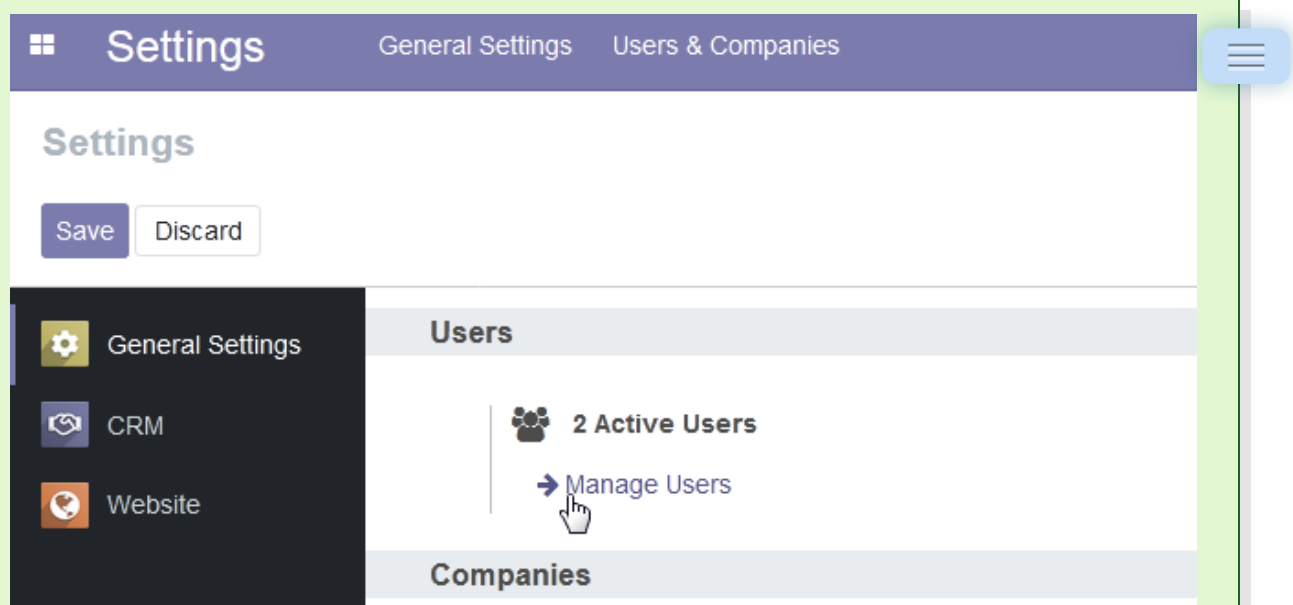 Settings General Settings Users & Companies
Settings
Save Discard
General Settings
CRM
Website
Users
2 Active Users
Manage Users
Companies